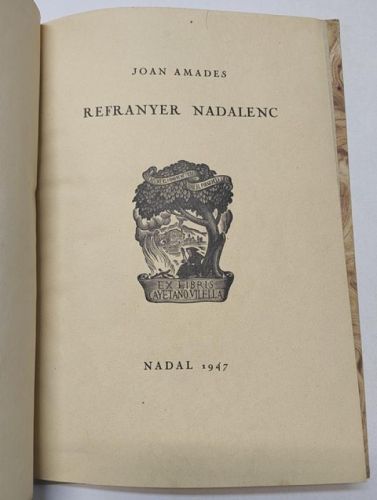 JOAN AMADES
REFRANYER NADALENC
EX LIBRIS
CAYETANO VILELLA
NADAL 1947